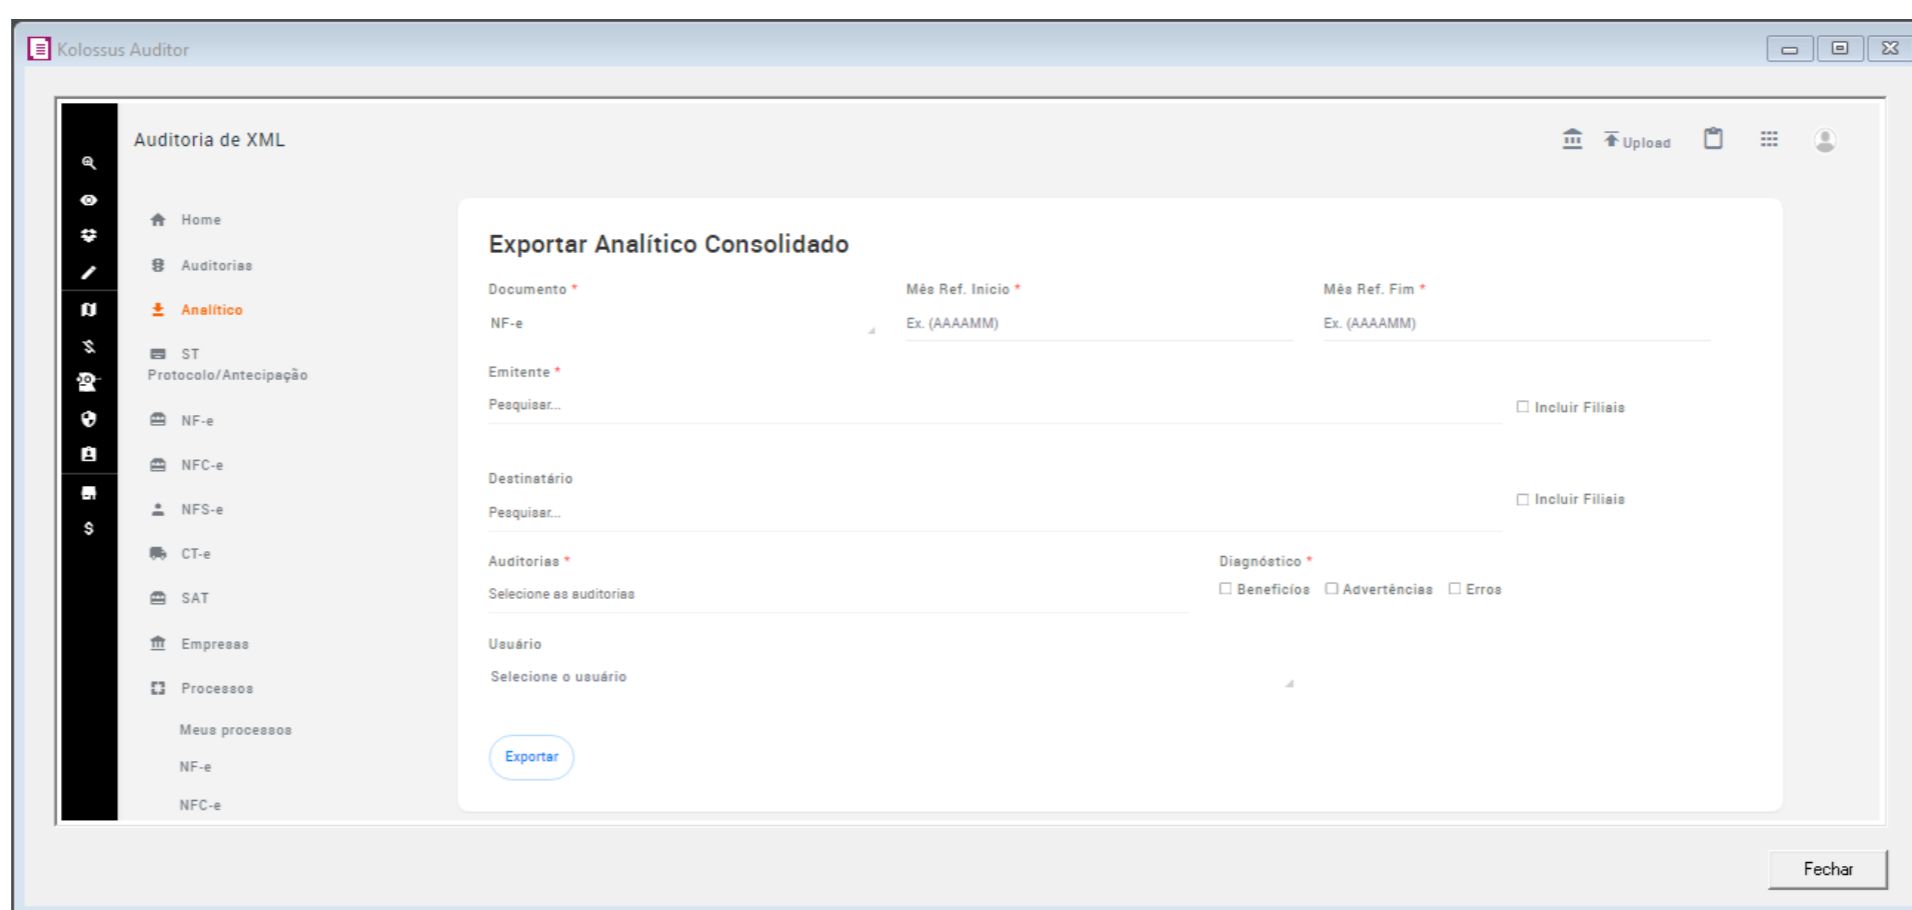 Kolossus Auditor
Auditoria de XML
Upload
Home
Auditorias
Analítico
ST
Protocolo/Antecipação
NF-e
NFC-e
NFS-e
CT-e
SAT
Empresas
Processos
Meus processos
NF-e
NFC-e
Exportar Analítico Consolidado
Documento * Mês Ref. Inicio * Mês Ref. Fim *
NF-e Ex. (AAAAMM) Ex. (AAAAMM)
Emitente *
Pesquisar...
Incluir Filiais
Destinatário
Pesquisar...
Incluir Filiais
Auditorias * Diagnóstico *
Selecione as auditorias Benefícios Advertências Erros
Usuário
Selecione o usuário
Exportar
Fechar